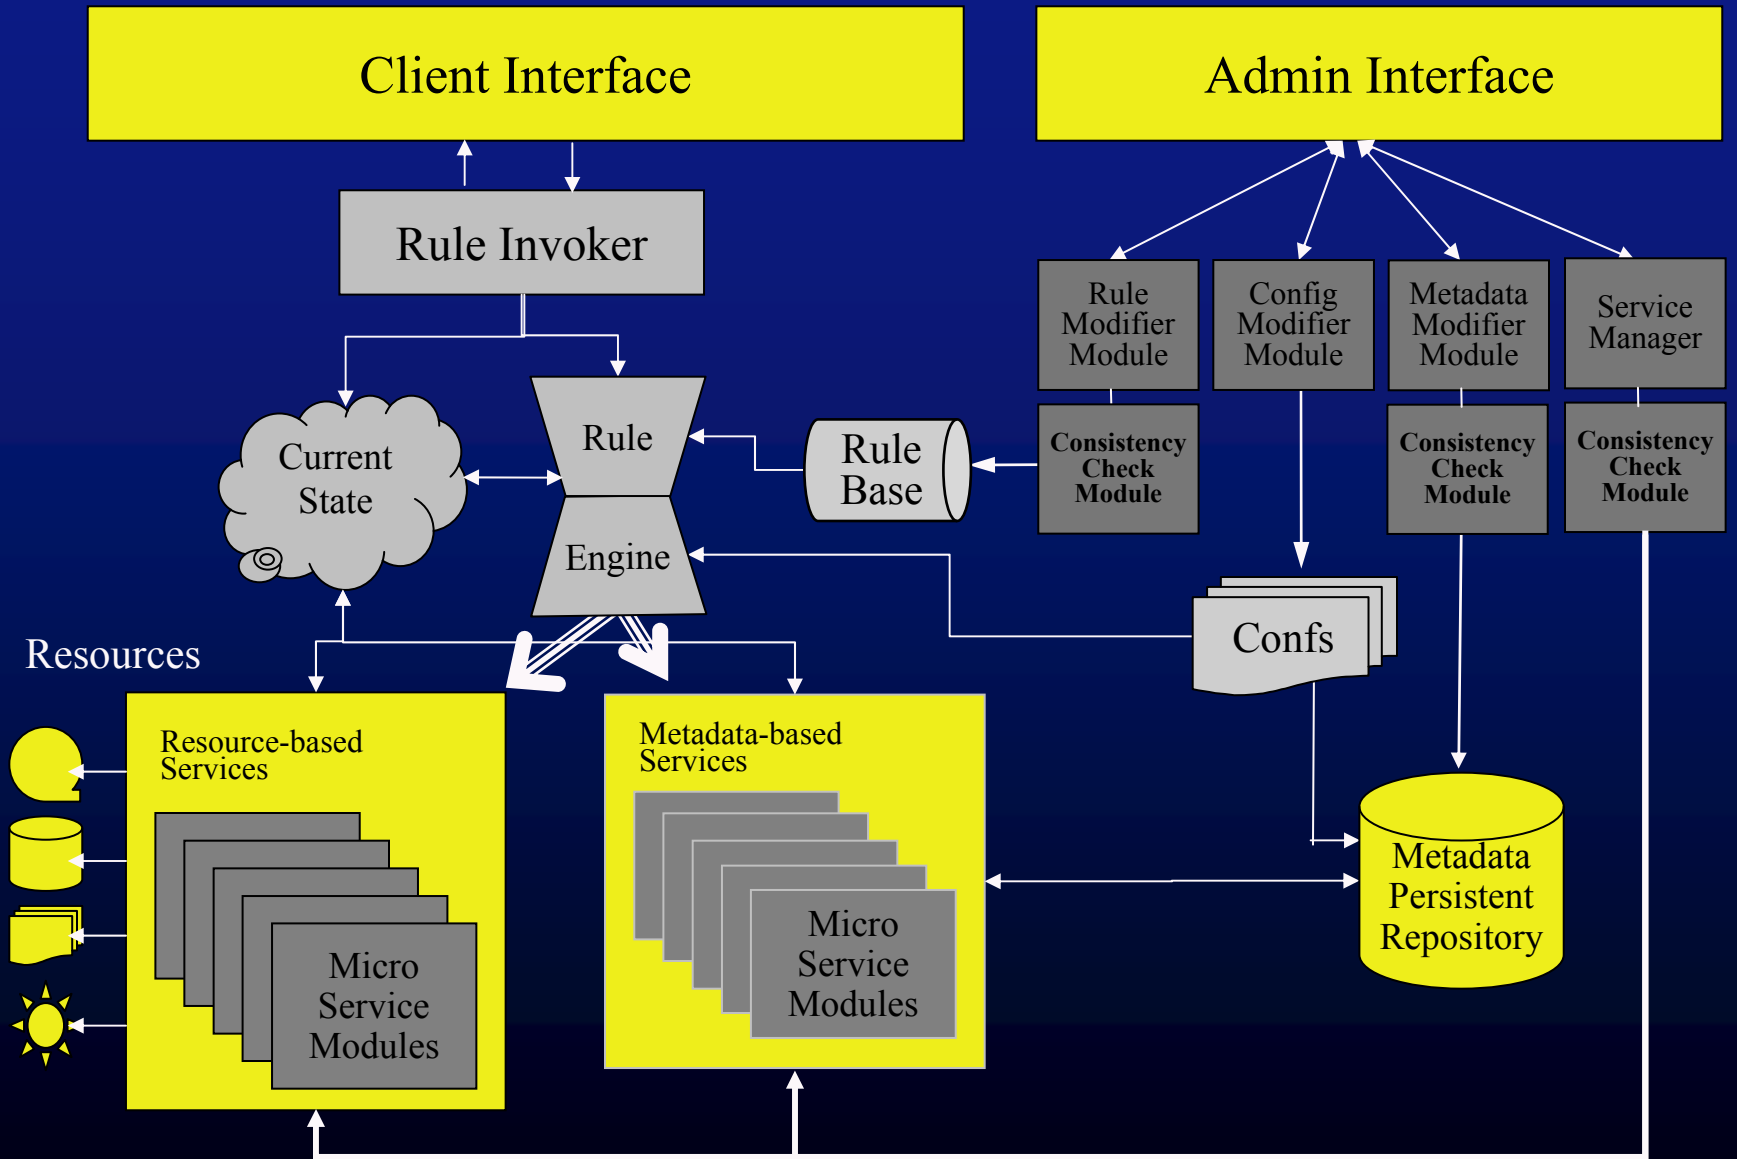 Client Interface
Admin Interface
Rule Invoker
Rule
Modifier
Module
Config
Modifier
Module
Metadata
Modifier
Module
Service
Manager
Current
State
Rule
Engine
Rule
Base
Consistency
Check
Module
Consistency
Check
Module
Consistency
Check
Module
Confs
Resources
Resource-based
Services
Micro
Service
Modules
Metadata-based
Services
Micro
Service
Modules
Metadata
Persistent
Repository